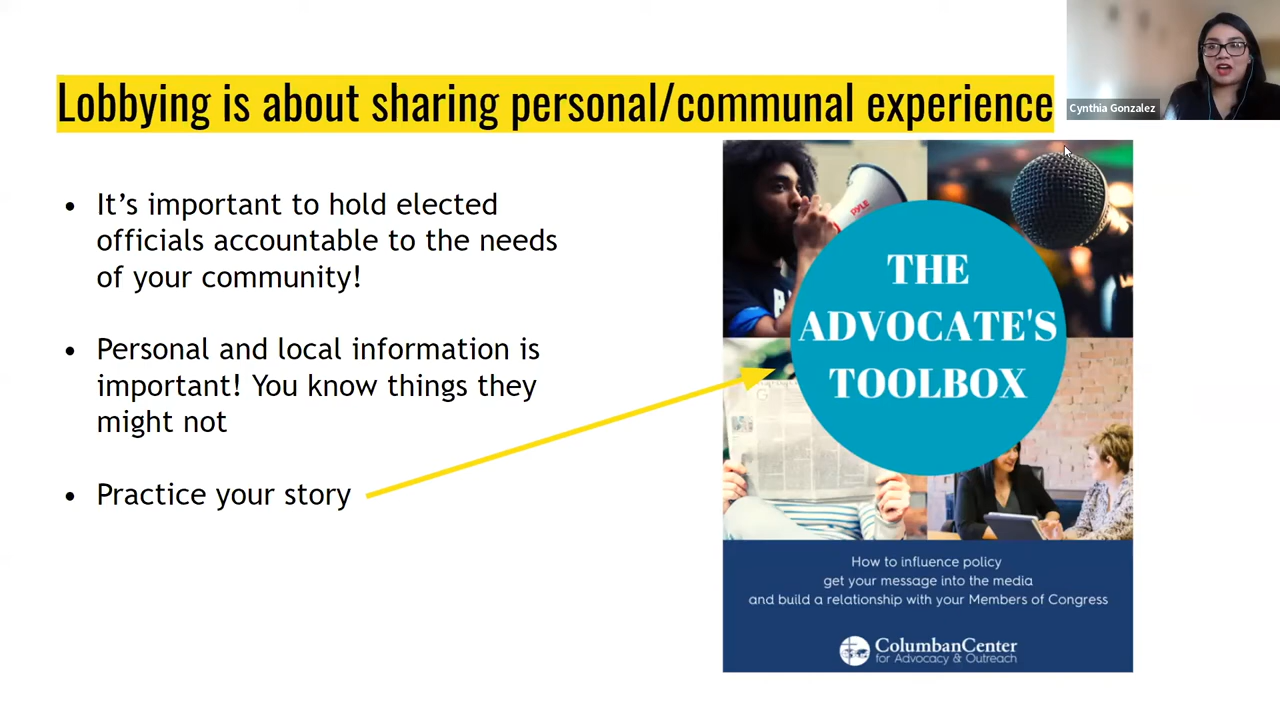 Lobbying is about sharing personal/communal experience
Cynthia Gonzalez
• It’s important to hold elected
officials accountable to the needs
of your community!
• Personal and local information is
important! You know things they
might not
• Practice your story
PYLE
THE
ADVOCATE'S
TOOLBOX
How to influence policy
get your message into the media
and build a relationship with your Members of Congress
ColumbanCenter
for Advocacy & Outreach